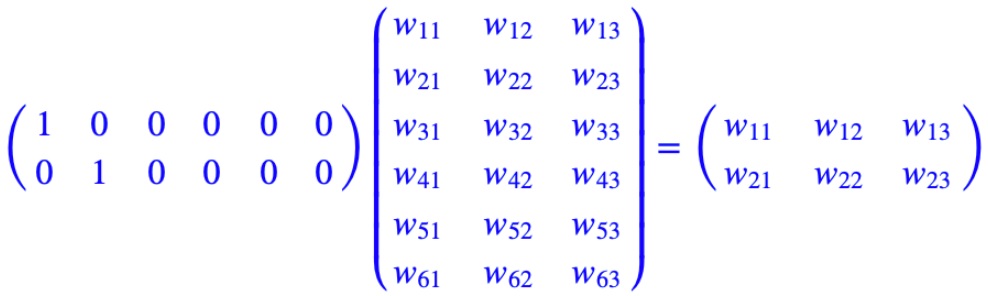 \begin{pmatrix} 1 & 0 & 0 & 0 & 0 & 0 \\ 0 & 1 & 0 & 0 & 0 & 0 \end{pmatrix} \begin{pmatrix} w_{11} & w_{12} & w_{13} \\ w_{21} & w_{22} & w_{23} \\ w_{31} & w_{32} & w_{33} \\ w_{41} & w_{42} & w_{43} \\ w_{51} & w_{52} & w_{53} \\ w_{61} & w_{62} & w_{63} \end{pmatrix} = \begin{pmatrix} w_{11} & w_{12} & w_{13} \\ w_{21} & w_{22} & w_{23} \end{pmatrix}